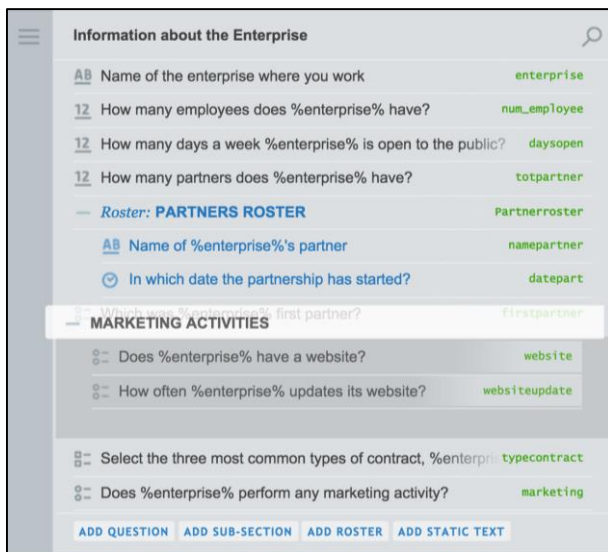 Information about the Enterprise
AB Name of the enterprise where you work enterprise
12 How many employees does %enterprise% have? num_employee
12 How many days a week %enterprise% is open to the public? daysopen
12 How many partners does %enterprise% have? totpartner
Roster: PARTNERS ROSTER Partnerroster
AB Name of %enterprise%'s partner namepartner
In which date the partnership has started? datepart
Which was %enterprise% first partner? firstpartner
MARKETING ACTIVITIES
Does %enterprise% have a website? website
How often %enterprise% updates its website? websiteupdate
Select the three most common types of contract, %enterpri typecontract
Does %enterprise% perform any marketing activity? marketing
ADD QUESTION ADD SUB-SECTION ADD ROSTER ADD STATIC TEXT